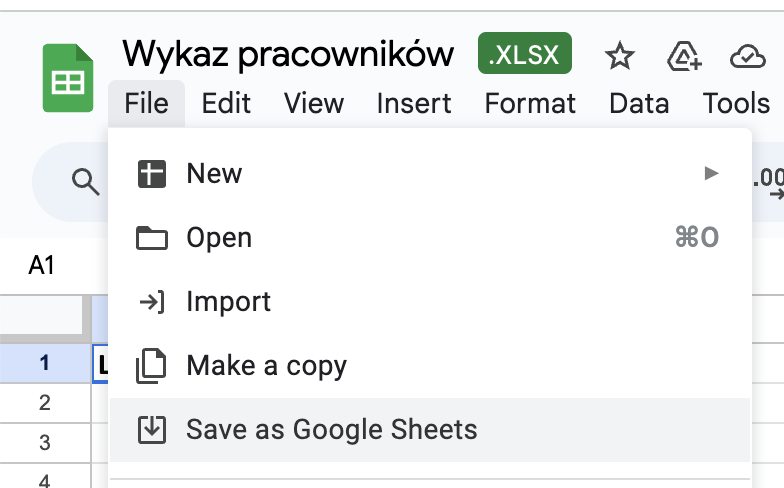 Wykaz pracowników .XLSX
File Edit View Insert Format Data Tools
New
.00
Open ⌘O
A1
Import
1 L
Make a copy
2
Save as Google Sheets
3
4